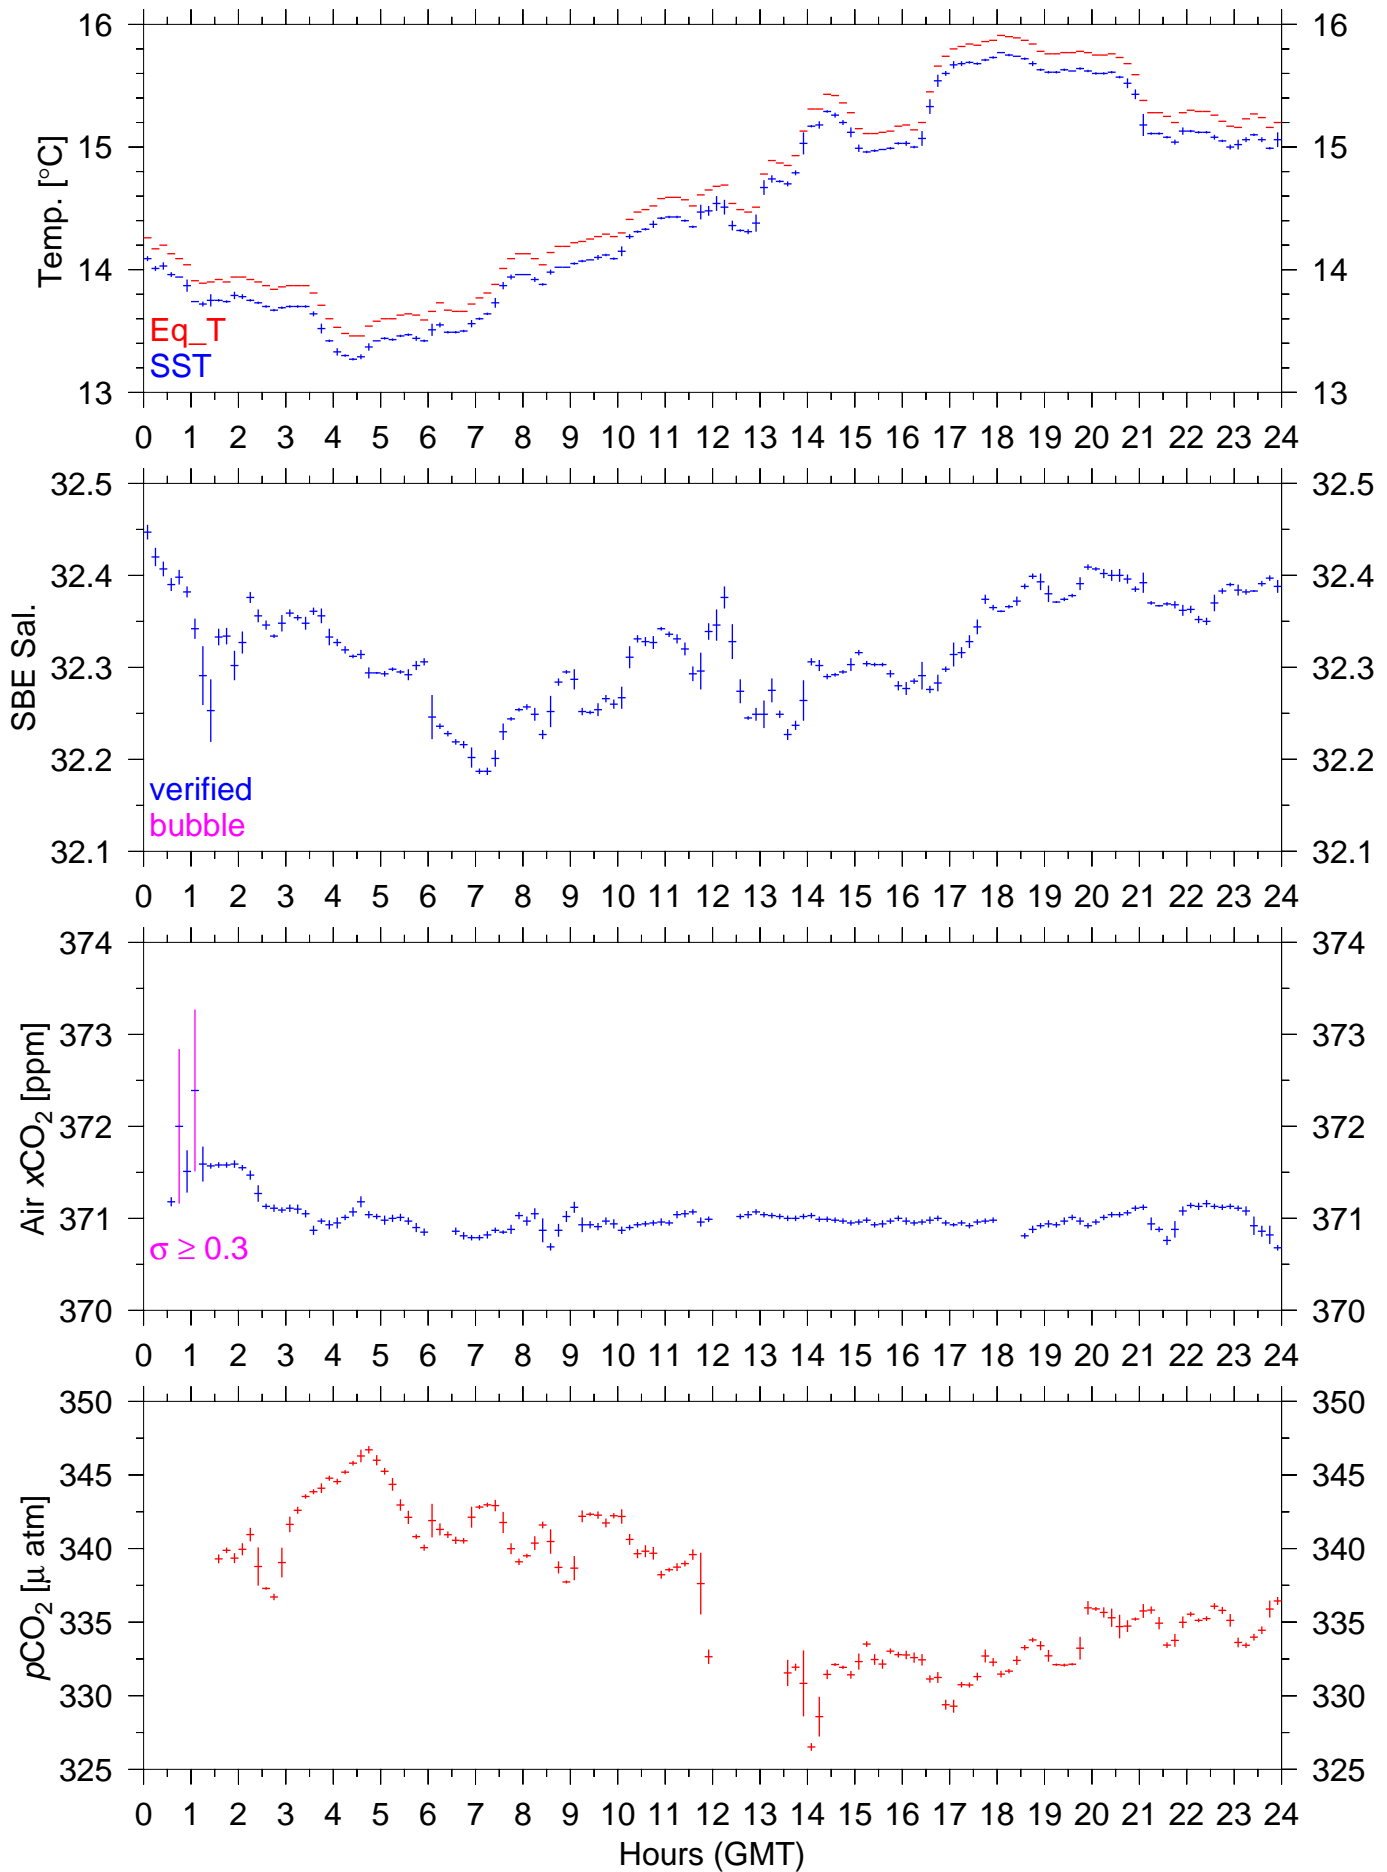 16 16
15 15
14 14
13 13
Temp. [°C]
Eq_T
SST
0 1 2 3 4 5 6 7 8 9 10 11 12 13 14 15 16 17 18 19 20 21 22 23 24
32.5 32.5
32.4 32.4
32.3 32.3
32.2 32.2
32.1 32.1
SBE Sal.
verified
bubble
0 1 2 3 4 5 6 7 8 9 10 11 12 13 14 15 16 17 18 19 20 21 22 23 24
374 374
373 373
372 372
371 371
370 370
Air xCO₂ [ppm]
σ ≥ 0.3
0 1 2 3 4 5 6 7 8 9 10 11 12 13 14 15 16 17 18 19 20 21 22 23 24
350 350
345 345
340 340
335 335
330 330
325 325
pCO₂ [µ atm]
0 1 2 3 4 5 6 7 8 9 10 11 12 13 14 15 16 17 18 19 20 21 22 23 24
Hours (GMT)